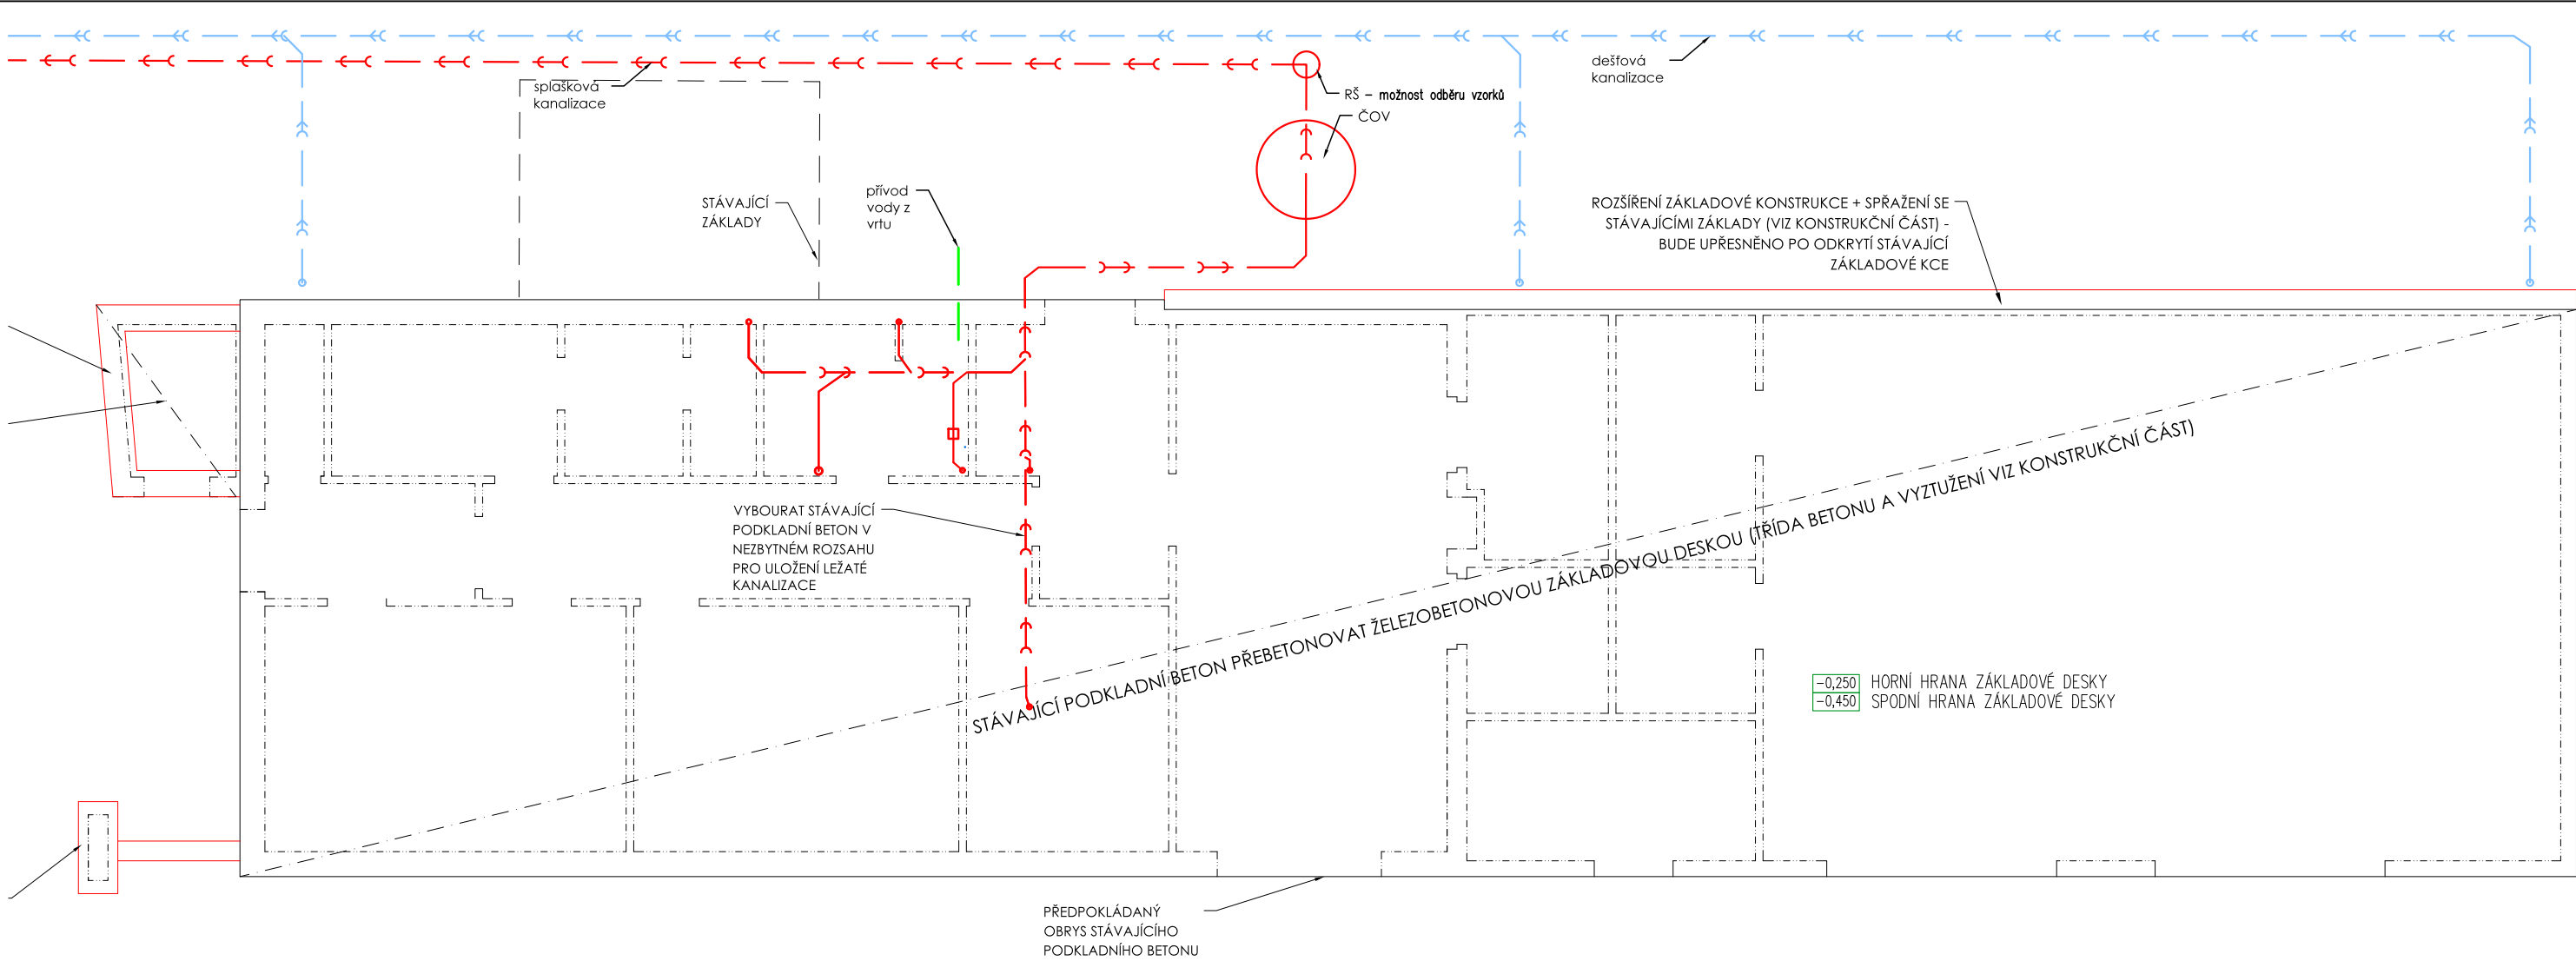 splašková
kanalizace
dešťová
kanalizace
RŠ – možnost odběru vzorků
ČOV
přívod
vody z
vrtu
STÁVAJÍCÍ
ZÁKLADY
ROZŠÍŘENÍ ZÁKLADOVÉ KONSTRUKCE + SPŘAŽENÍ SE
STÁVAJÍCÍMI ZÁKLADY (VIZ KONSTRUKČNÍ ČÁST) -
BUDE UPŘESNĚNO PO ODKRYTÍ STÁVAJÍCÍ
ZÁKLADOVÉ KCE
VYBOURAT STÁVAJÍCÍ
PODKLADNÍ BETON V
NEZBYTNÉM ROZSAHU
PRO ULOŽENÍ LEŽATÉ
KANALIZACE
STÁVAJÍCÍ PODKLADNÍ BETON PŘEBETONOVAT ŽELEZOBETONOVOU ZÁKLADOVOU DESKOU (TŘÍDA BETONU A VYZTUŽENÍ VIZ KONSTRUKČNÍ ČÁST)
-0,250 HORNÍ HRANA ZÁKLADOVÉ DESKY
-0,450 SPODNÍ HRANA ZÁKLADOVÉ DESKY
PŘEDPOKLÁDANÝ
OBRYS STÁVAJÍCÍHO
PODKLADNÍHO BETONU